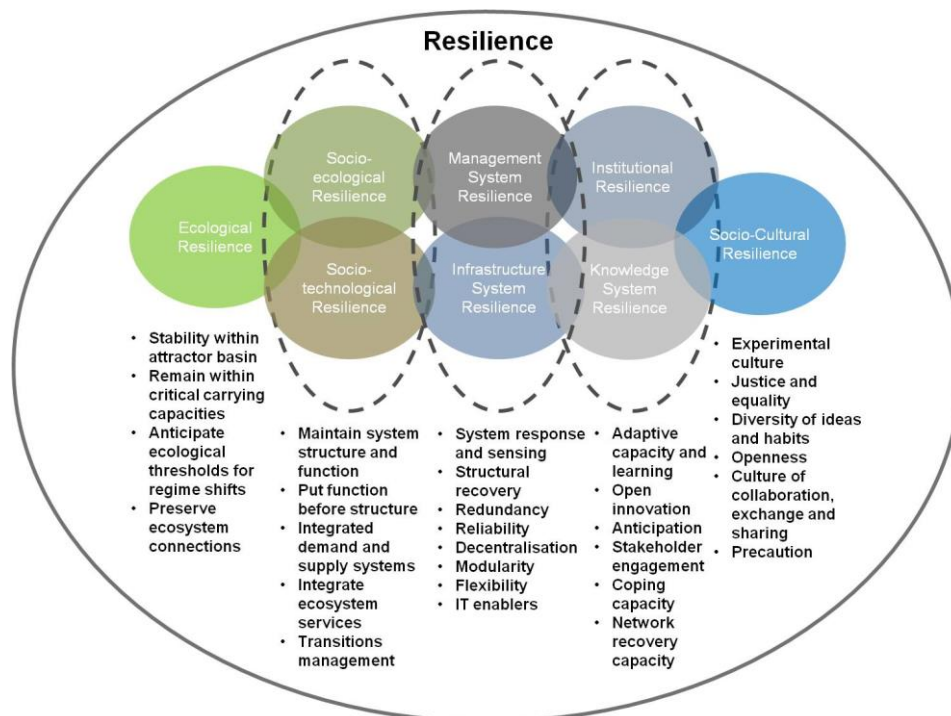 Resilience
Socio-
ecological
Resilience
Management
System
Resilience
Institutional
Resilience
Ecological
Resilience
Socio-
technological
Resilience
Infrastructure
System
Resilience
Knowledge
System
Resilience
Socio-Cultural
Resilience
• Stability within
attractor basin
• Remain within
critical carrying
capacities
• Anticipate
ecological
thresholds for
regime shifts
• Preserve
ecosystem
connections
• Maintain system
structure and
function
• Put function
before structure
• Integrated
demand and
supply systems
• Integrate
ecosystem
services
• Transitions
management
• System response
and sensing
• Structural
recovery
• Redundancy
• Reliability
• Decentralisation
• Modularity
• Flexibility
• IT enablers
• Adaptive
capacity and
learning
• Open
innovation
• Anticipation
• Stakeholder
engagement
• Coping
capacity
• Network
recovery
capacity
• Experimental
culture
• Justice and
equality
• Diversity of ideas
and habits
• Openness
• Culture of
collaboration,
exchange and
sharing
• Precaution